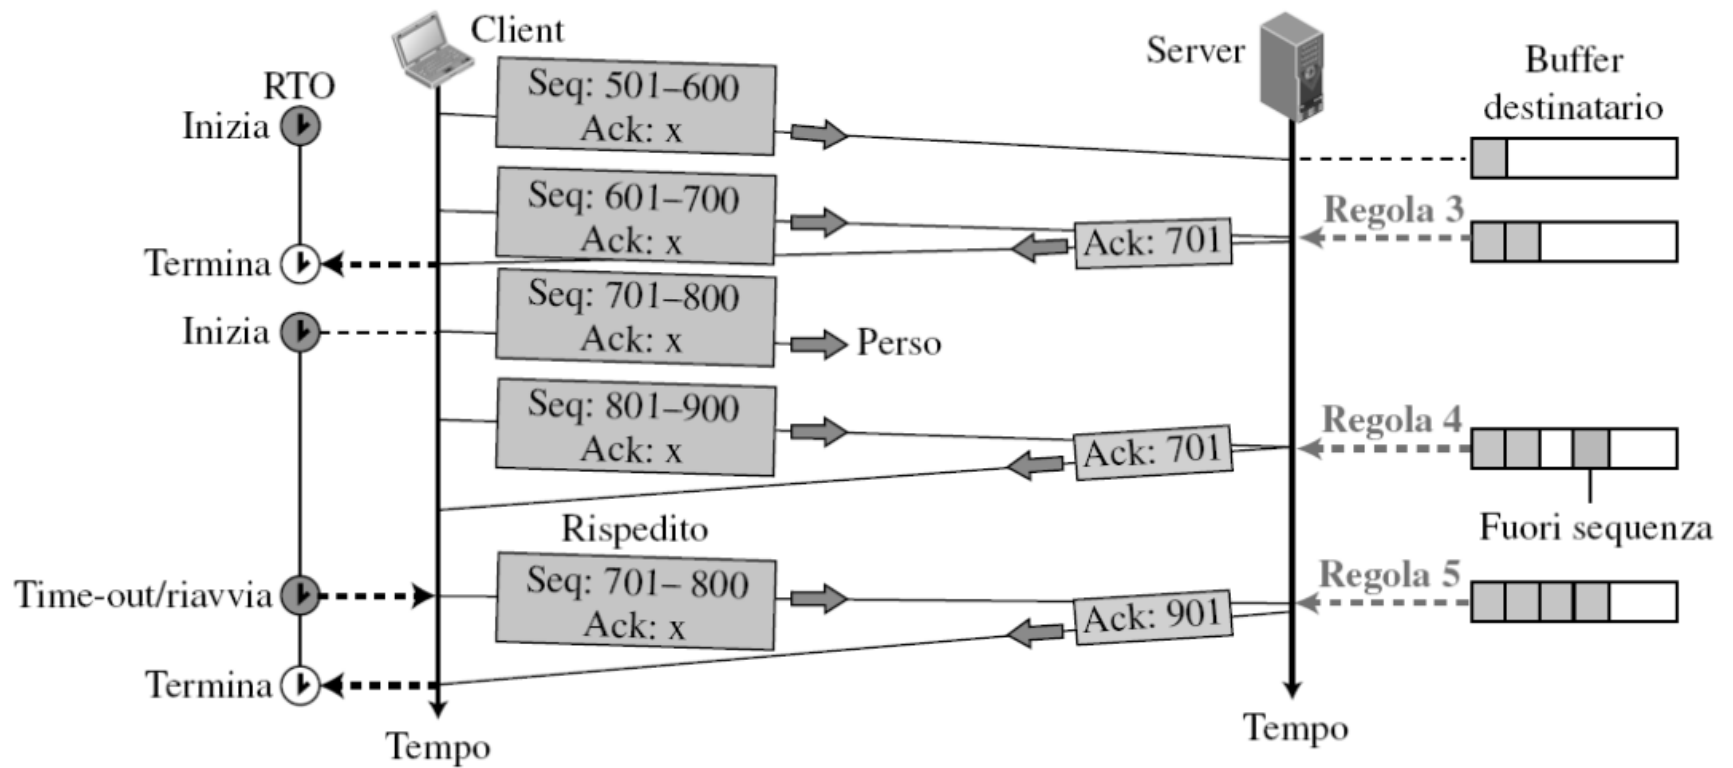 Client
Server
Buffer
destinatario
RTO
Inizia
Seq: 501–600
Ack: x
Seq: 601–700
Ack: x
Ack: 701
Regola 3
Termina
Seq: 701–800
Ack: x
Inizia
Perso
Seq: 801–900
Ack: x
Ack: 701
Regola 4
Fuori sequenza
Rispedito
Time-out/riavvia
Seq: 701– 800
Ack: x
Ack: 901
Regola 5
Termina
Tempo
Tempo